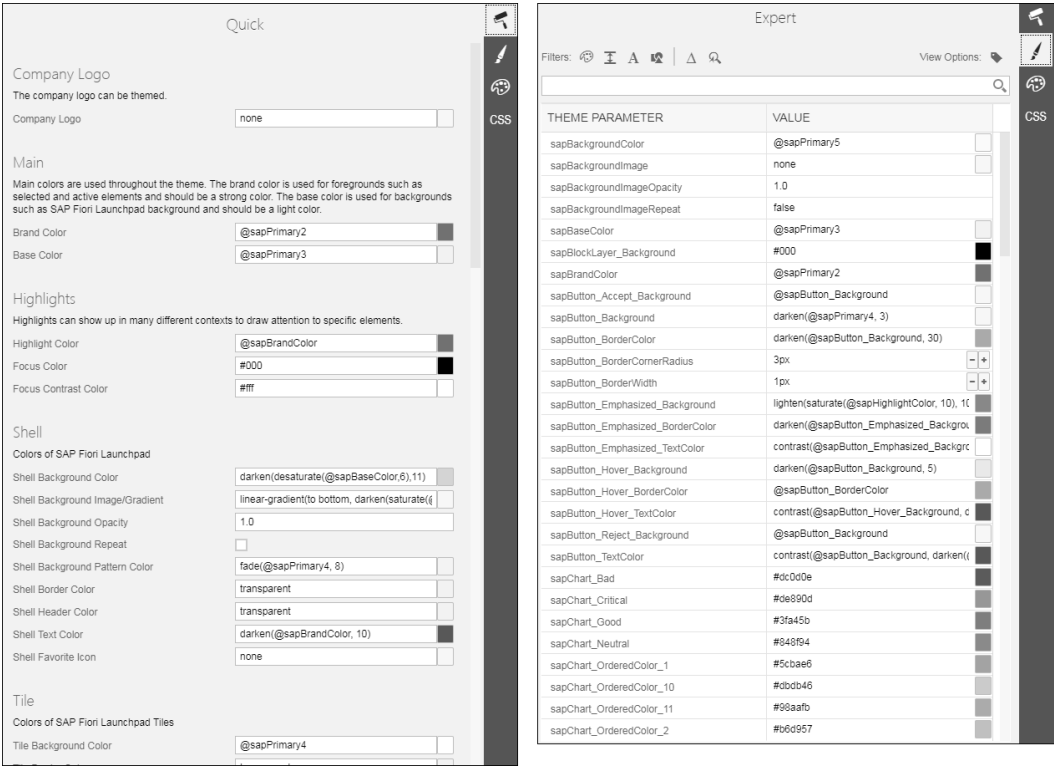 Quick
Company Logo
The company logo can be themed.
Company Logo none
CSS
Main
Main colors are used throughout the theme. The brand color is used for foregrounds such as
selected and active elements and should be a strong color. The base color is used for backgrounds
such as SAP Fiori Launchpad background and should be a light color.
Brand Color @sapPrimary2
Base Color @sapPrimary3
Highlights
Highlights can show up in many different contexts to draw attention to specific elements.
Highlight Color @sapBrandColor
Focus Color #000
Focus Contrast Color #fff
Shell
Colors of SAP Fiori Launchpad
Shell Background Color darken(desaturate(@sapBaseColor,6),11)
Shell Background Image/Gradient linear-gradient(to bottom, darken(saturate(
Shell Background Opacity 1.0
Shell Background Repeat
Shell Background Pattern Color fade(@sapPrimary4, 8)
Shell Border Color transparent
Shell Header Color transparent
Shell Text Color darken(@sapBrandColor, 10)
Shell Favorite Icon none
Tile
Colors of SAP Fiori Launchpad Tiles
Tile Background Color @sapPrimary4
Expert
Filters: View Options:
CSS
THEME PARAMETER VALUE
sapBackgroundColor @sapPrimary5
sapBackgroundImage none
sapBackgroundImageOpacity 1.0
sapBackgroundImageRepeat false
sapBaseColor @sapPrimary3
sapBlockLayer_Background #000
sapBrandColor @sapPrimary2
sapButton_Accept_Background @sapButton_Background
sapButton_Background darken(@sapPrimary4, 3)
sapButton_BorderColor darken(@sapButton_Background, 30)
sapButton_BorderCornerRadius 3px - +
sapButton_BorderWidth 1px - +
sapButton_Emphasized_Background lighten(saturate(@sapHighlightColor, 10), 10
sapButton_Emphasized_BorderColor darken(@sapButton_Emphasized_Backgrou
sapButton_Emphasized_TextColor contrast(@sapButton_Emphasized_Backgrc
sapButton_Hover_Background darken(@sapButton_Background, 5)
sapButton_Hover_BorderColor @sapButton_BorderColor
sapButton_Hover_TextColor contrast(@sapButton_Hover_Background, d
sapButton_Reject_Background @sapButton_Background
sapButton_TextColor contrast(@sapButton_Background, darken(
sapChart_Bad #dc0d0e
sapChart_Critical #de890d
sapChart_Good #3fa45b
sapChart_Neutral #848f94
sapChart_OrderedColor_1 #5cbae6
sapChart_OrderedColor_10 #dbdb46
sapChart_OrderedColor_11 #98aafb
sapChart_OrderedColor_2 #b6d957